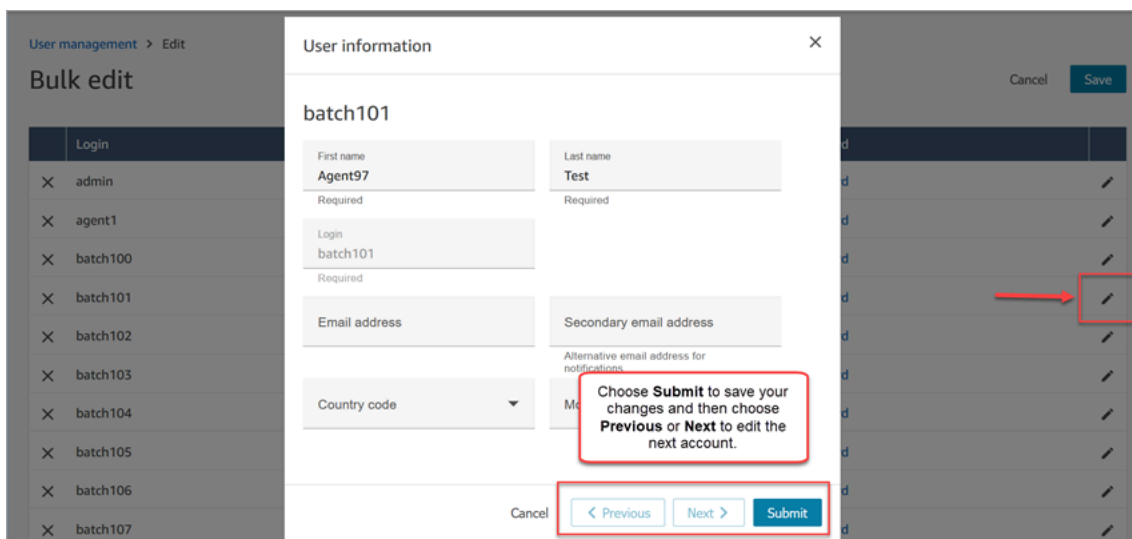 User management > Edit
Bulk edit
Cancel
Save
Login
d
admin
d
agent1
d
batch100
d
batch101
d
batch102
d
batch103
d
batch104
d
batch105
d
batch106
d
batch107
d
User information
batch101
First name
Agent97
Required
Last name
Test
Required
Login
batch101
Required
Email address
Secondary email address
Alternative email address for
notifications
Country code
Choose Submit to save your
changes and then choose
Previous or Next to edit the
next account.
Cancel
< Previous
Next >
Submit